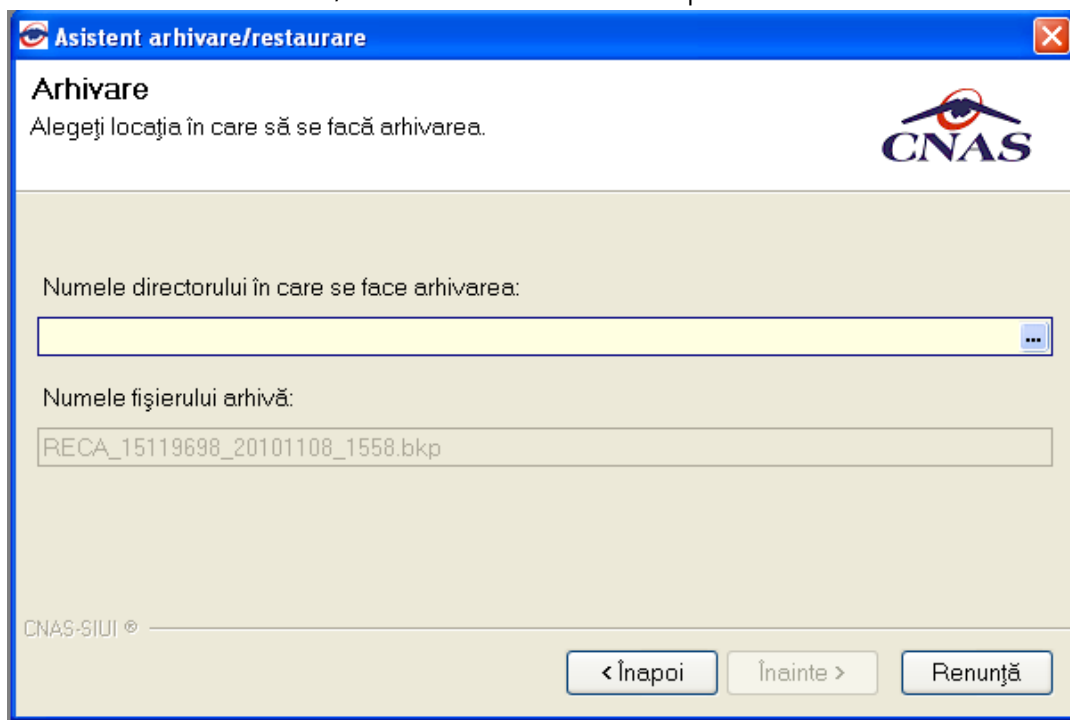 Asistent arhivare/restaurare
Arhivare
Alegeţi locaţia în care să se facă arhivarea.
CNAS
Numele directorului în care se face arhivarea:
...
Numele fişierului arhivă:
RECA_15119698_20101108_1558.bkp
CNAS-SIUI ®
< Înapoi
Înainte >
Renunţă